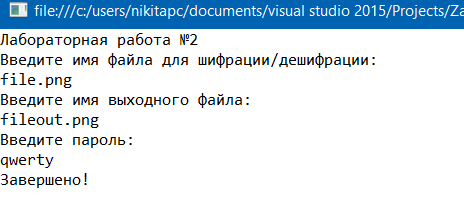 file:///c:/users/nikitapc/documents/visual studio 2015/Projects/Za
Лабораторная работа №2
Введите имя файла для шифрации/дешифрации:
file.png
Введите имя выходного файла:
fileout.png
Введите пароль:
qwerty
Завершено!